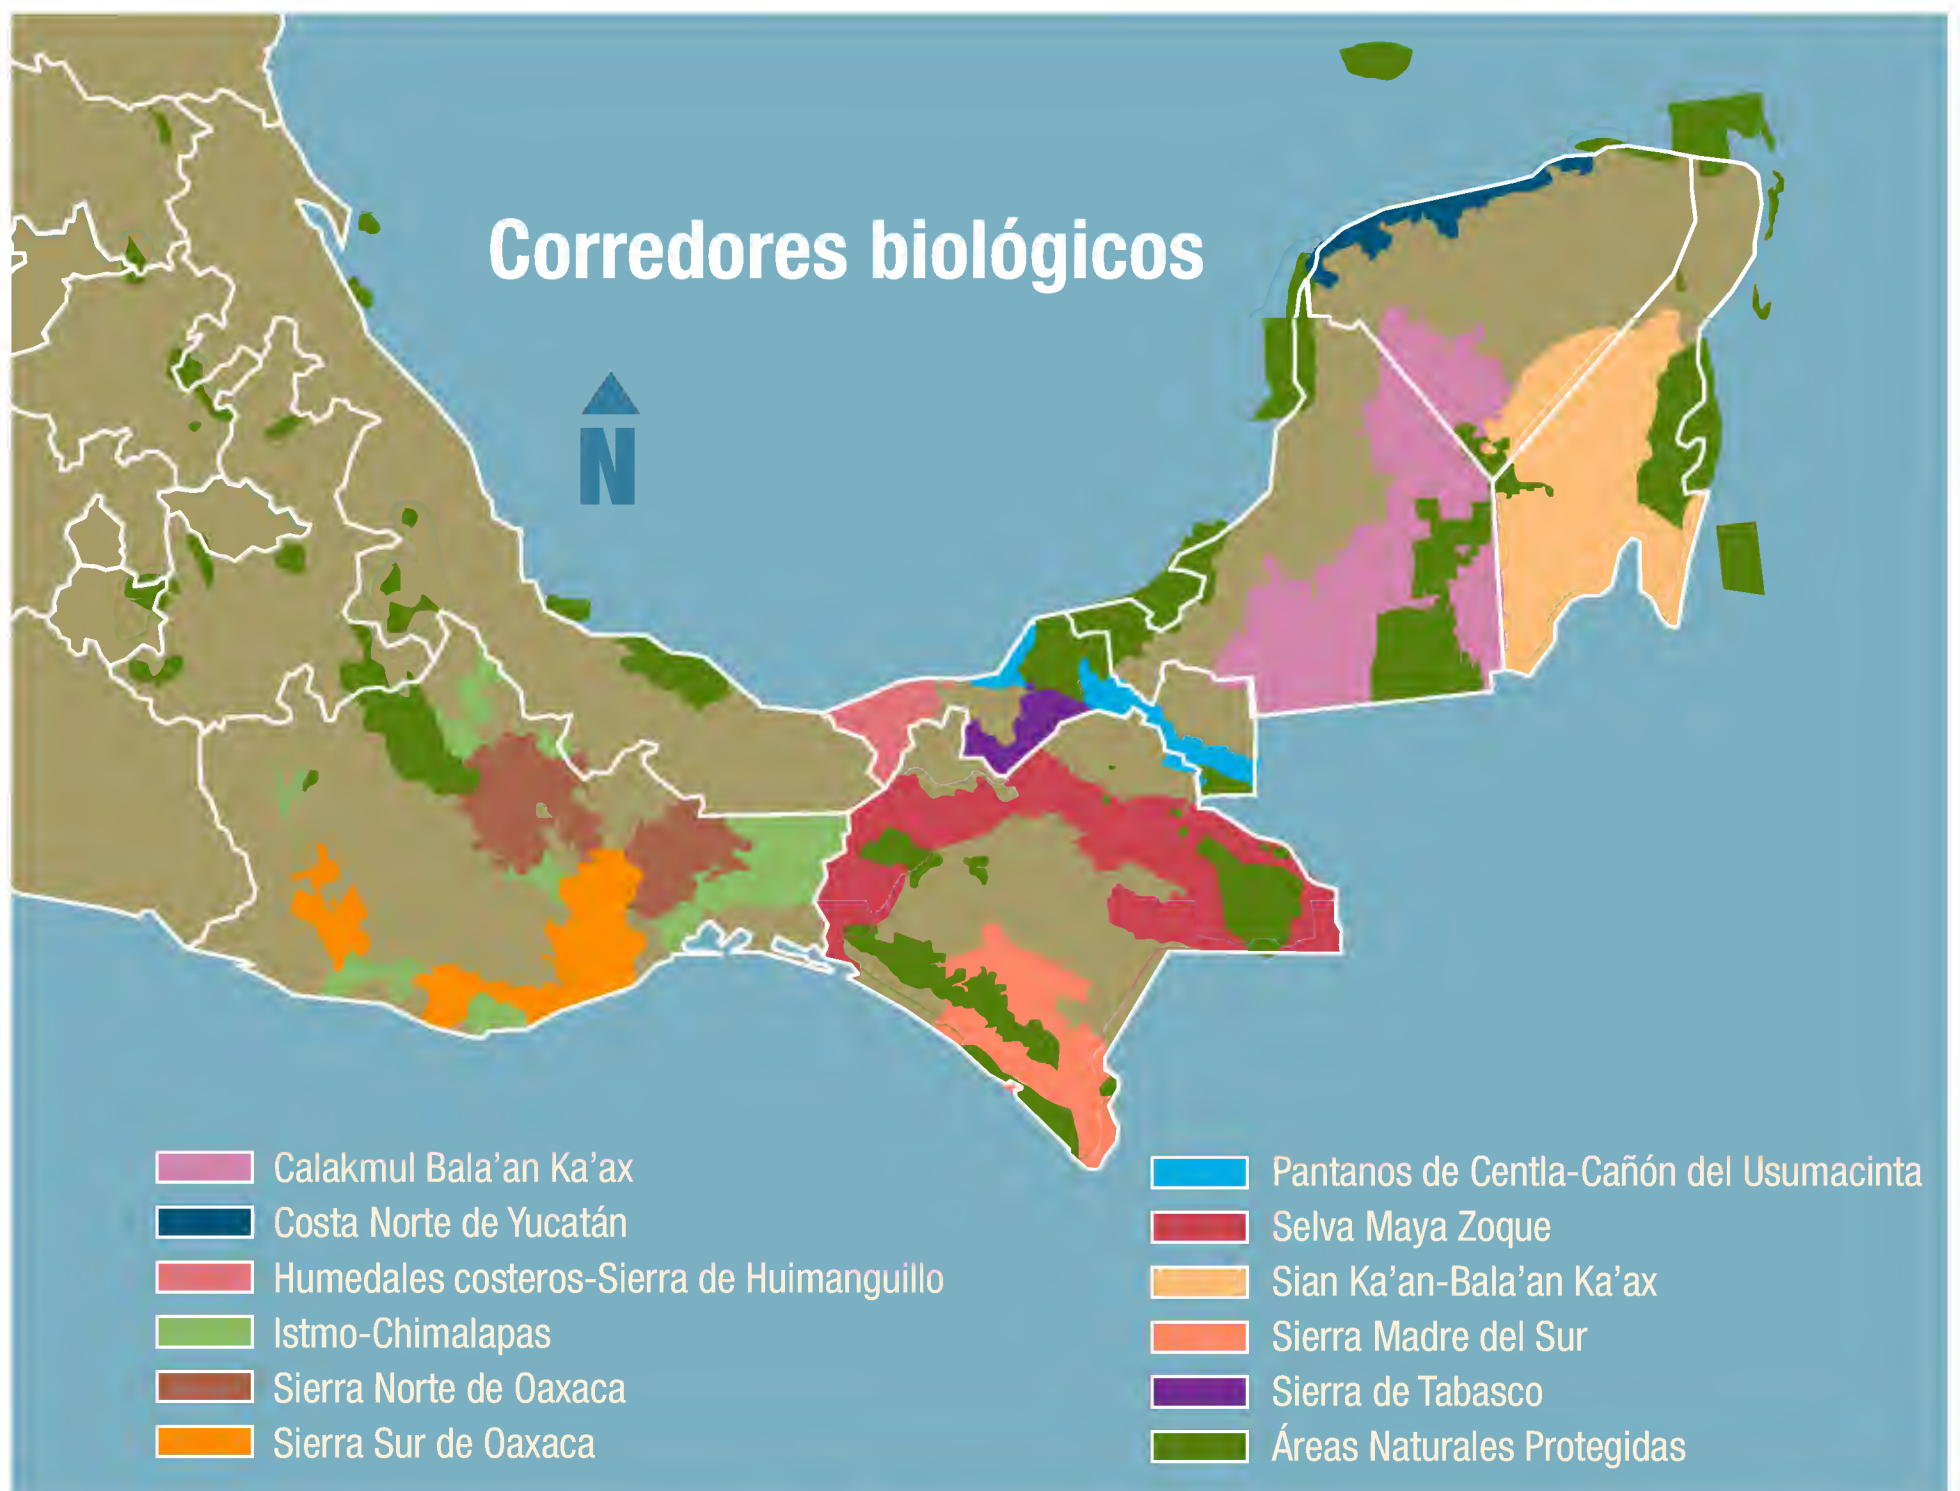 Corredores biológicos
N
Calakmul Bala’an Ka’ax
Costa Norte de Yucatán
Humedales costeros-Sierra de Huimanguillo
Istmo-Chimalapas
Sierra Norte de Oaxaca
Sierra Sur de Oaxaca
Pantanos de Centla-Cañón del Usumacinta
Selva Maya Zoque
Sian Ka’an-Bala’an Ka’ax
Sierra Madre del Sur
Sierra de Tabasco
Áreas Naturales Protegidas